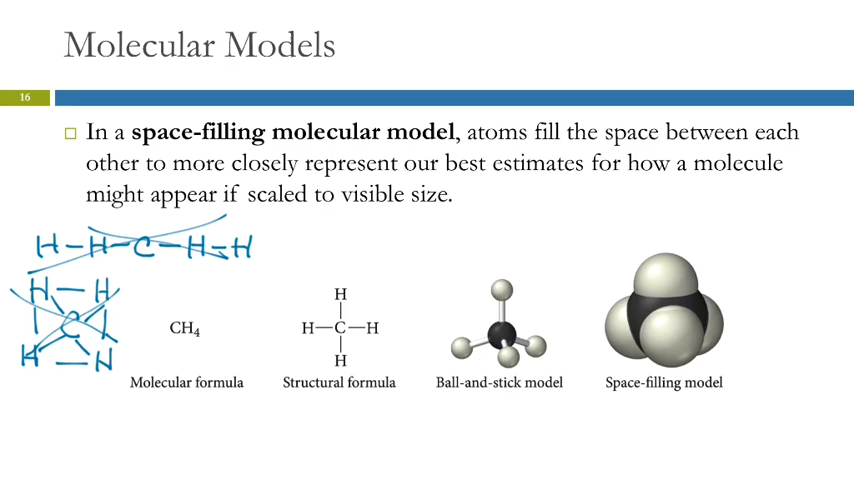 Molecular Models
16
In a space-filling molecular model, atoms fill the space between each
other to more closely represent our best estimates for how a molecule
might appear if scaled to visible size.
H-H-C-H-H
H-H
C
H-H
CH₄
H
H-C-H
H
Molecular formula
Structural formula
Ball-and-stick model
Space-filling model